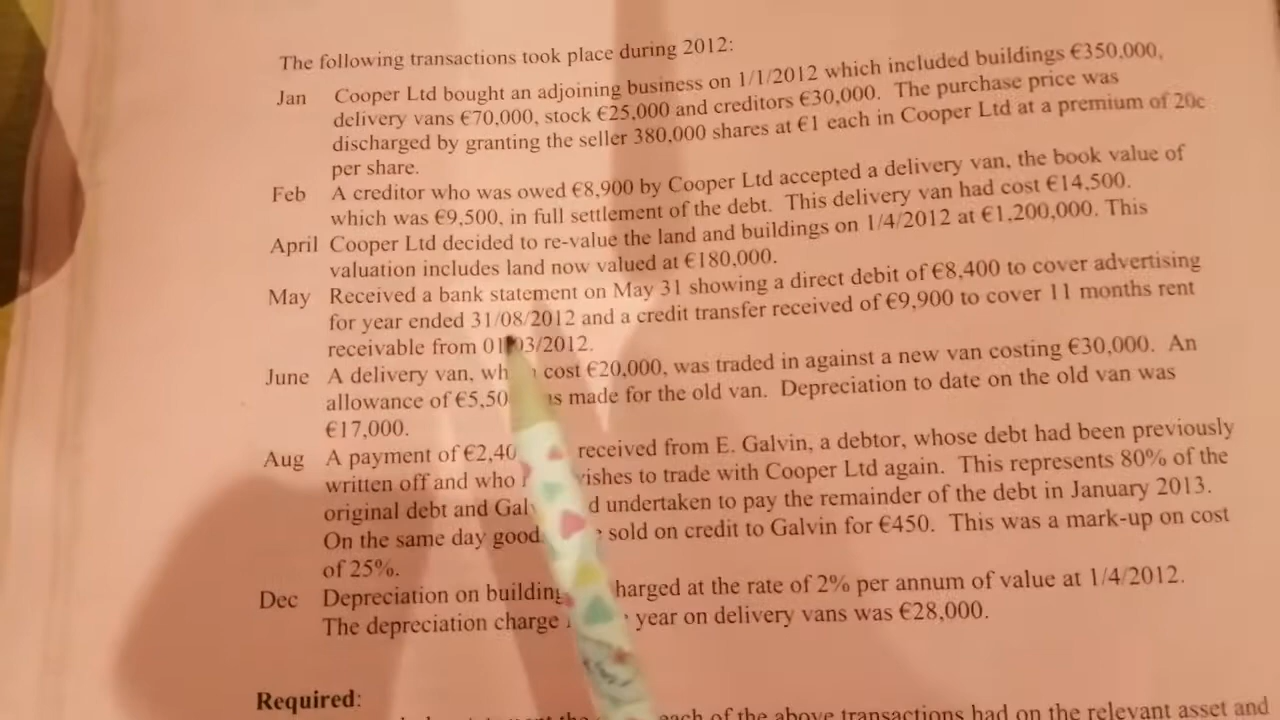 The following transactions took place during 2012:
Jan Cooper Ltd bought an adjoining business on 1/1/2012 which included buildings €350,000,
delivery vans €70,000, stock €25,000 and creditors €30,000. The purchase price was
discharged by granting the seller 380,000 shares at €1 each in Cooper Ltd at a premium of 20c
per share.
Feb A creditor who was owed €8,900 by Cooper Ltd accepted a delivery van, the book value of
which was €9,500, in full settlement of the debt. This delivery van had cost €14,500.
April Cooper Ltd decided to re-value the land and buildings on 1/4/2012 at €1,200,000. This
valuation includes land now valued at €180,000.
May Received a bank statement on May 31 showing a direct debit of €8,400 to cover advertising
for year ended 31/08/2012 and a credit transfer received of €9,900 to cover 11 months rent
receivable from 01/03/2012.
June A delivery van, cost €20,000, was traded in against a new van costing €30,000. An
allowance of €5,50 made for the old van. Depreciation to date on the old van was
€17,000.
Aug A payment of €2,40 received from E. Galvin, a debtor, whose debt had been previously
written off and who wishes to trade with Cooper Ltd again. This represents 80% of the
original debt and undertaken to pay the remainder of the debt in January 2013.
On the same day good sold on credit to Galvin for €450. This was a mark-up on cost
of 25%.
Dec Depreciation on building charged at the rate of 2% per annum of value at 1/4/2012.
The depreciation charge year on delivery vans was €28,000.
Required:
each of the above transactions had on the relevant asset and